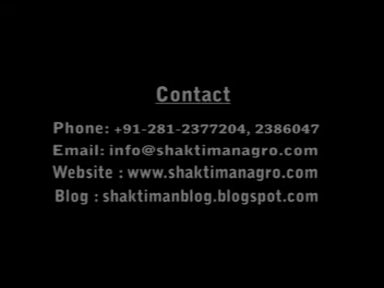 Contact
Phone: +91-281-2377204, 2386047
Email: info@shaktimanagro.com
Website : www.shaktimanagro.com
Blog : shaktimanblog.blogspot.com